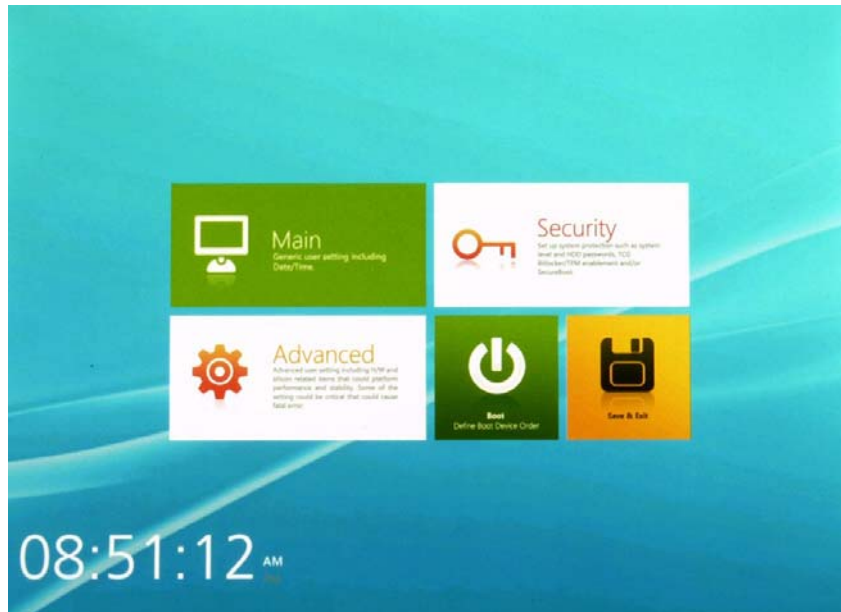 Main
Generic user setting including
Date/Time.
Security
Set up system protection such as system
level and HDD passwords, TCG
Bitlocker/TPM enablement and/or
SecureBoot.
Advanced
Advanced user setting including H/W and
silicon related items that could platform
performance and stability. Some of the
setting could be critical that could cause
fatal error.
Boot
Define Boot Device Order
Save & Exit
08:51:12 AM